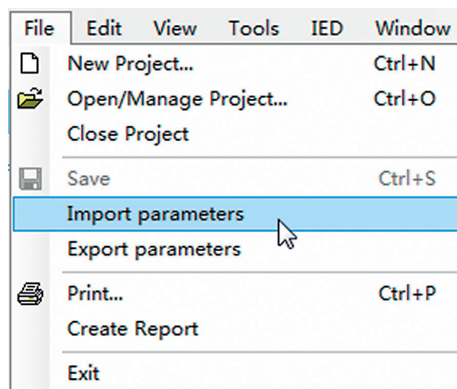 File Edit View Tools IED Window
New Project... Ctrl+N
Open/Manage Project... Ctrl+O
Close Project
Save Ctrl+S
Import parameters
Export parameters
Print... Ctrl+P
Create Report
Exit